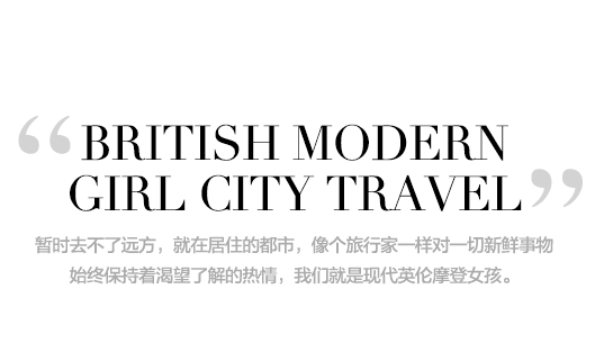 “BRITISH MODERN
GIRL CITY TRAVEL”
暂时去不了远方，就在居住的都市，像个旅行家一样对一切新鲜事物
始终保持着渴望了解的热情，我们就是现代英伦摩登女孩。